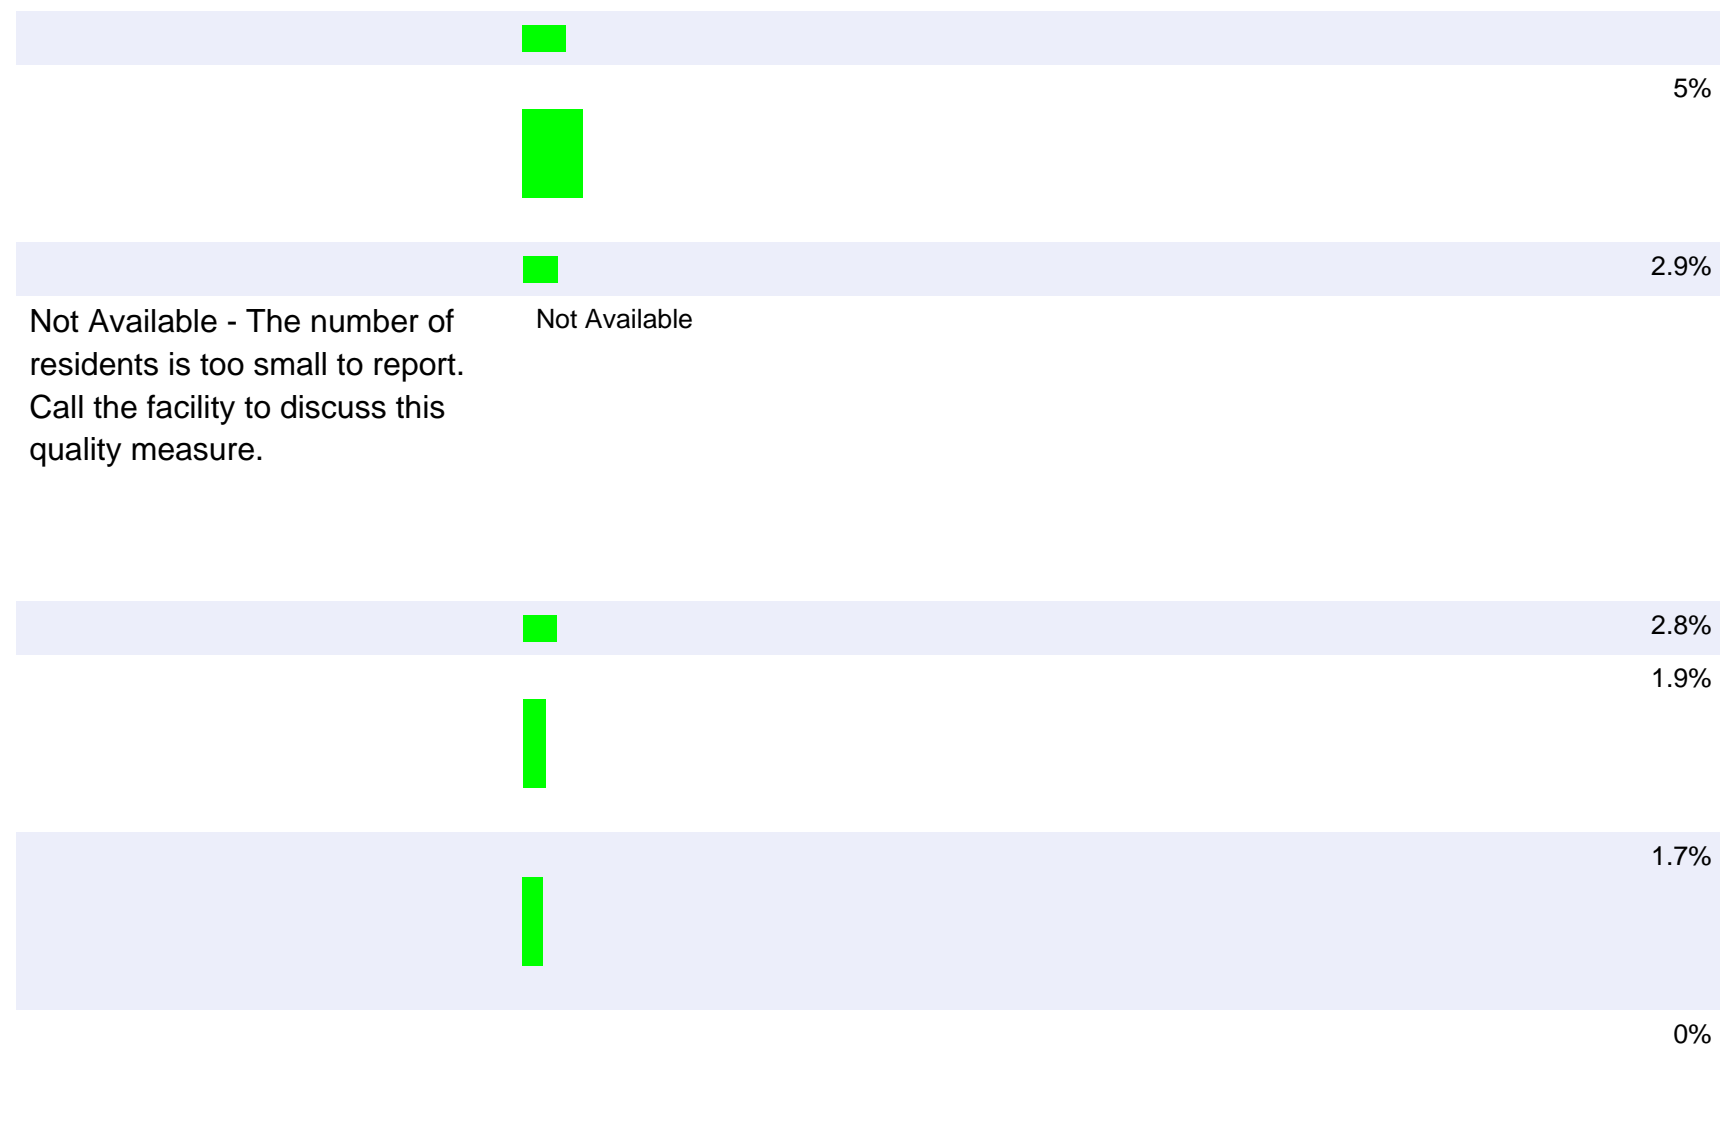 5%
2.9%
Not Available - The number of
residents is too small to report.
Call the facility to discuss this
quality measure.
Not Available
2.8%
1.9%
1.7%
0%